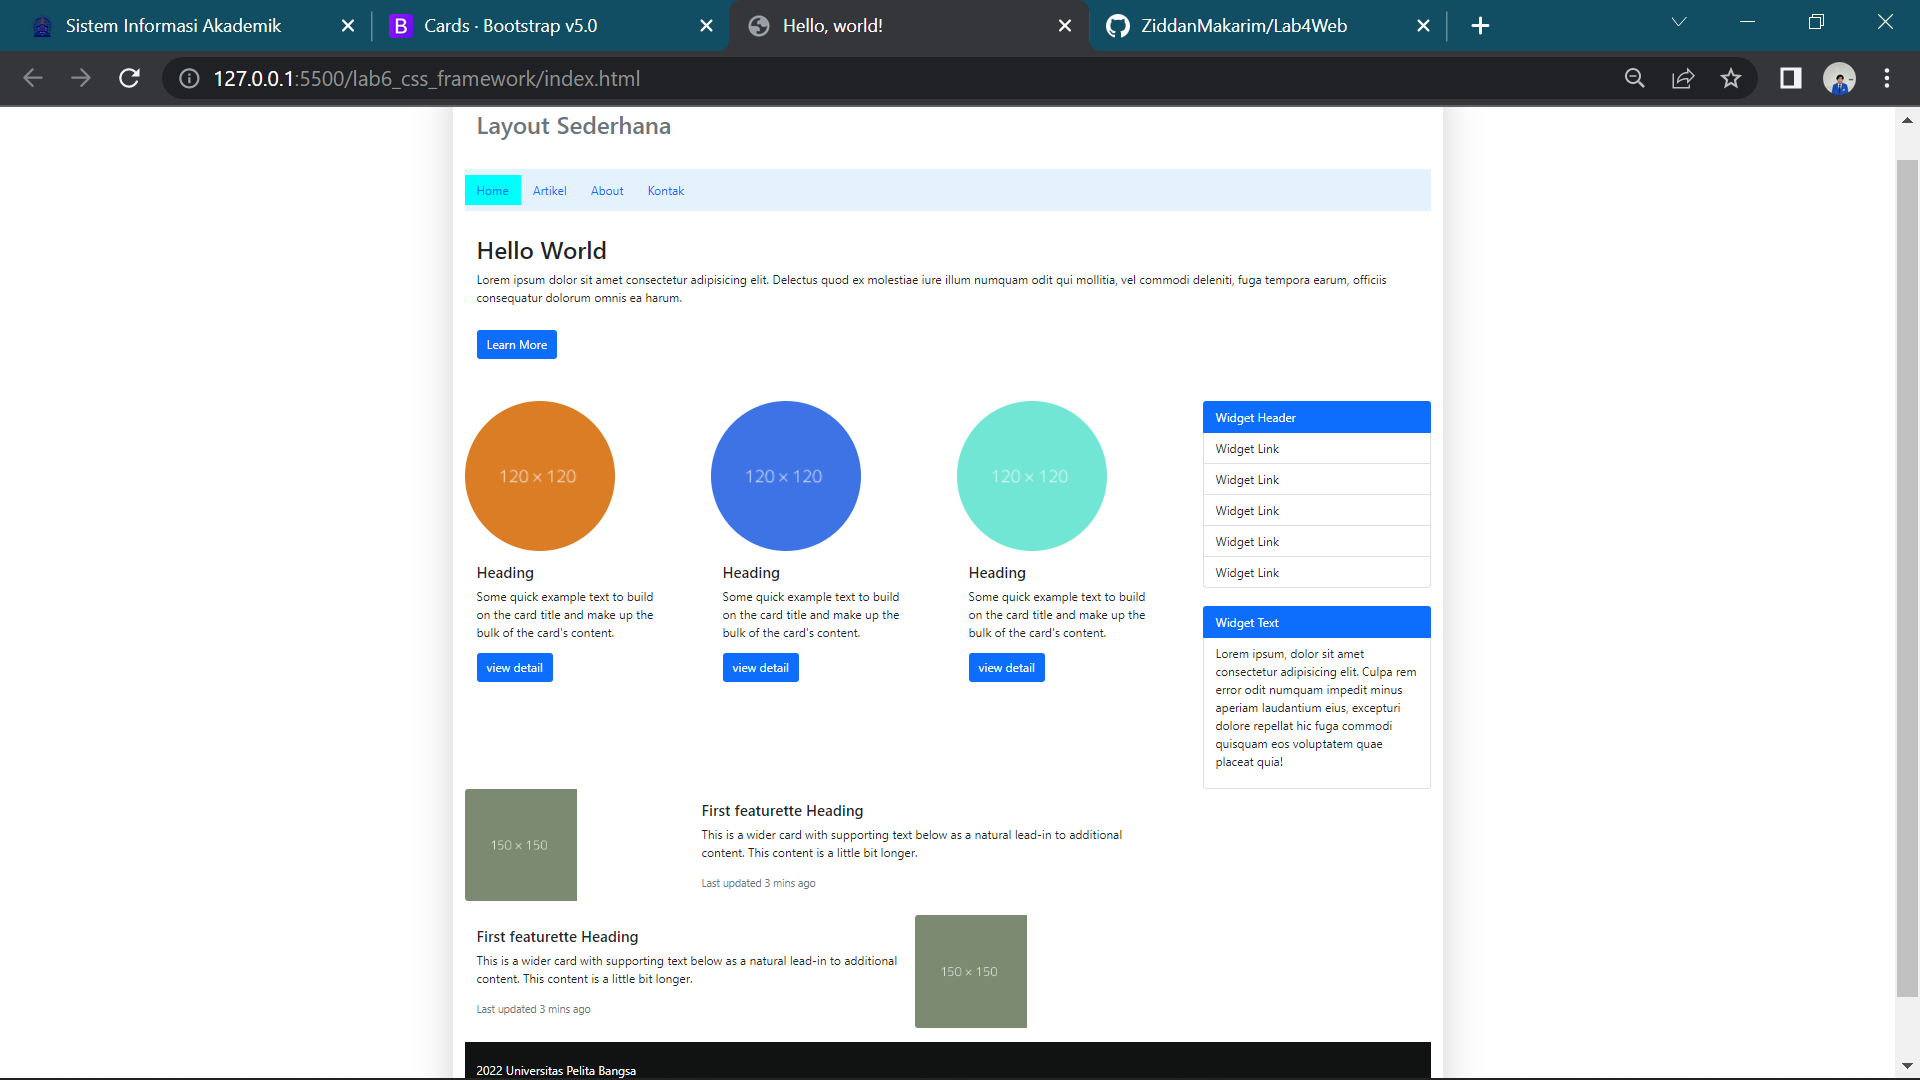 Sistem Informasi Akademik
Cards · Bootstrap v5.0
Hello, world!
ZiddanMakarim/Lab4Web
127.0.0.1:5500/lab6_css_framework/index.html
Layout Sederhana
Home Artikel About Kontak
Hello World
Lorem ipsum dolor sit amet consectetur adipisicing elit. Delectus quod ex molestiae iure illum numquam odit qui mollitia, vel commodi deleniti, fuga tempora earum, officiis
consequatur dolorum omnis ea harum.
Learn More
120 × 120
Heading
Some quick example text to build
on the card title and make up the
bulk of the card's content.
view detail
120 × 120
Heading
Some quick example text to build
on the card title and make up the
bulk of the card's content.
view detail
120 × 120
Heading
Some quick example text to build
on the card title and make up the
bulk of the card's content.
view detail
Widget Header
Widget Link
Widget Link
Widget Link
Widget Link
Widget Link
Widget Text
Lorem ipsum, dolor sit amet
consectetur adipisicing elit. Culpa rem
error odit numquam impedit minus
aperiam laudantium eius, excepturi
dolore repellat hic fuga commodi
quisquam eos voluptatem quae
placeat quia!
150 × 150
First featurette Heading
This is a wider card with supporting text below as a natural lead-in to additional
content. This content is a little bit longer.
Last updated 3 mins ago
First featurette Heading
This is a wider card with supporting text below as a natural lead-in to additional
content. This content is a little bit longer.
Last updated 3 mins ago
150 × 150
2022 Universitas Pelita Bangsa